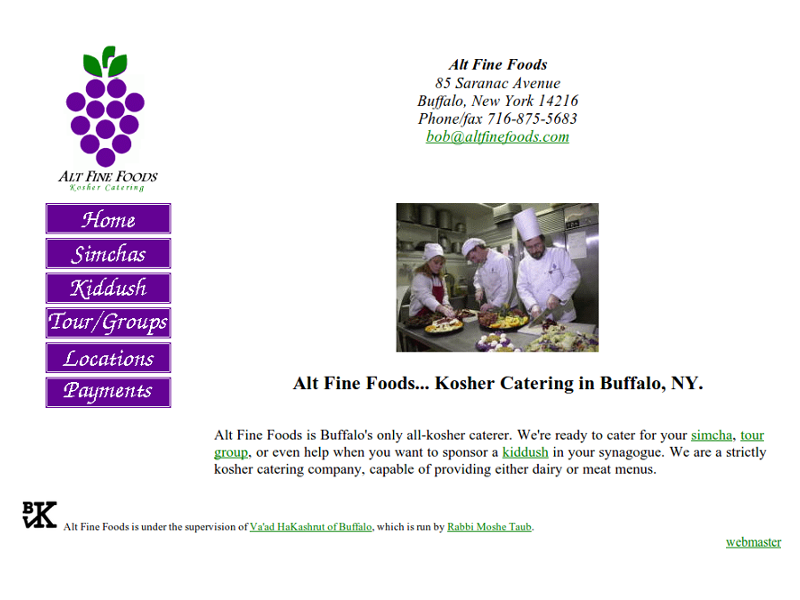 Alt Fine Foods
85 Saranac Avenue
Buffalo, New York 14216
Phone/fax 716-875-5683
bob@altfinefoods.com
ALT FINE FOODS
Kosher Catering
Home
Simchas
Kiddush
Tour/Groups
Locations
Payments
Alt Fine Foods... Kosher Catering in Buffalo, NY.
Alt Fine Foods is Buffalo's only all-kosher caterer. We're ready to cater for your simcha, tour
group, or even help when you want to sponsor a kiddush in your synagogue. We are a strictly
kosher catering company, capable of providing either dairy or meat menus.
BVK
Alt Fine Foods is under the supervision of Va'ad HaKashrut of Buffalo, which is run by Rabbi Moshe Taub.
webmaster